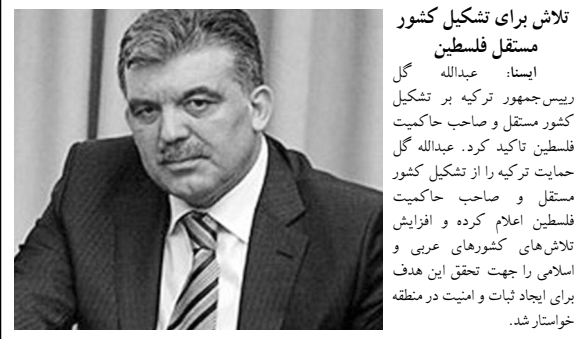 تلاش برای تشکیل کشور
مستقل فلسطین
ایسنا: عبدالله گل
رییس‌جمهور ترکیه بر تشکیل
کشور مستقل و صاحب حاکمیت
فلسطین تاکید کرد. عبدالله گل
حمایت ترکیه را از تشکیل کشور
مستقل و صاحب حاکمیت
فلسطین اعلام کرده و افزایش
تلاش‌های کشورهای عربی و
اسلامی را جهت تحقق این هدف
برای ایجاد ثبات و امنیت در منطقه
خواستار شد.